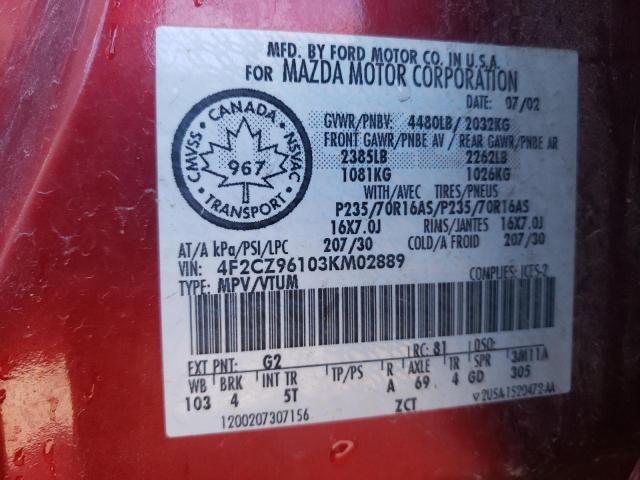 MFD. BY FORD MOTOR CO. IN U.S.A.
FOR MAZDA MOTOR CORPORATION
DATE: 07/02
CANADA
CMVSS
NSVAC
967
TRANSPORT
GVWR/PNBV: 4480LB/ 2032KG
FRONT GAWR/PNBE AV / REAR GAWR/PNBE AR
2385LB 2262LB
1081KG 1026KG
WITH/AVEC TIRES/PNEUS
P235/70R16AS/P235/70R16AS
16X7.0J RIMS/JANTES 16X7.0J
AT/A kPa/PSI/LPC 207/30 COLD/A FROID 207/30
VIN: 4F2CZ96103KM02889
TYPE: MPV/VTUM COMPLIES: ICES-2
EXT PNT: G2 RC: 81 DSO:
WB BRK INT TR TP/PS R AXLE TR SPR 3M11A
103 4 5T A 69 4 GD 305
1200207307156 ZCT